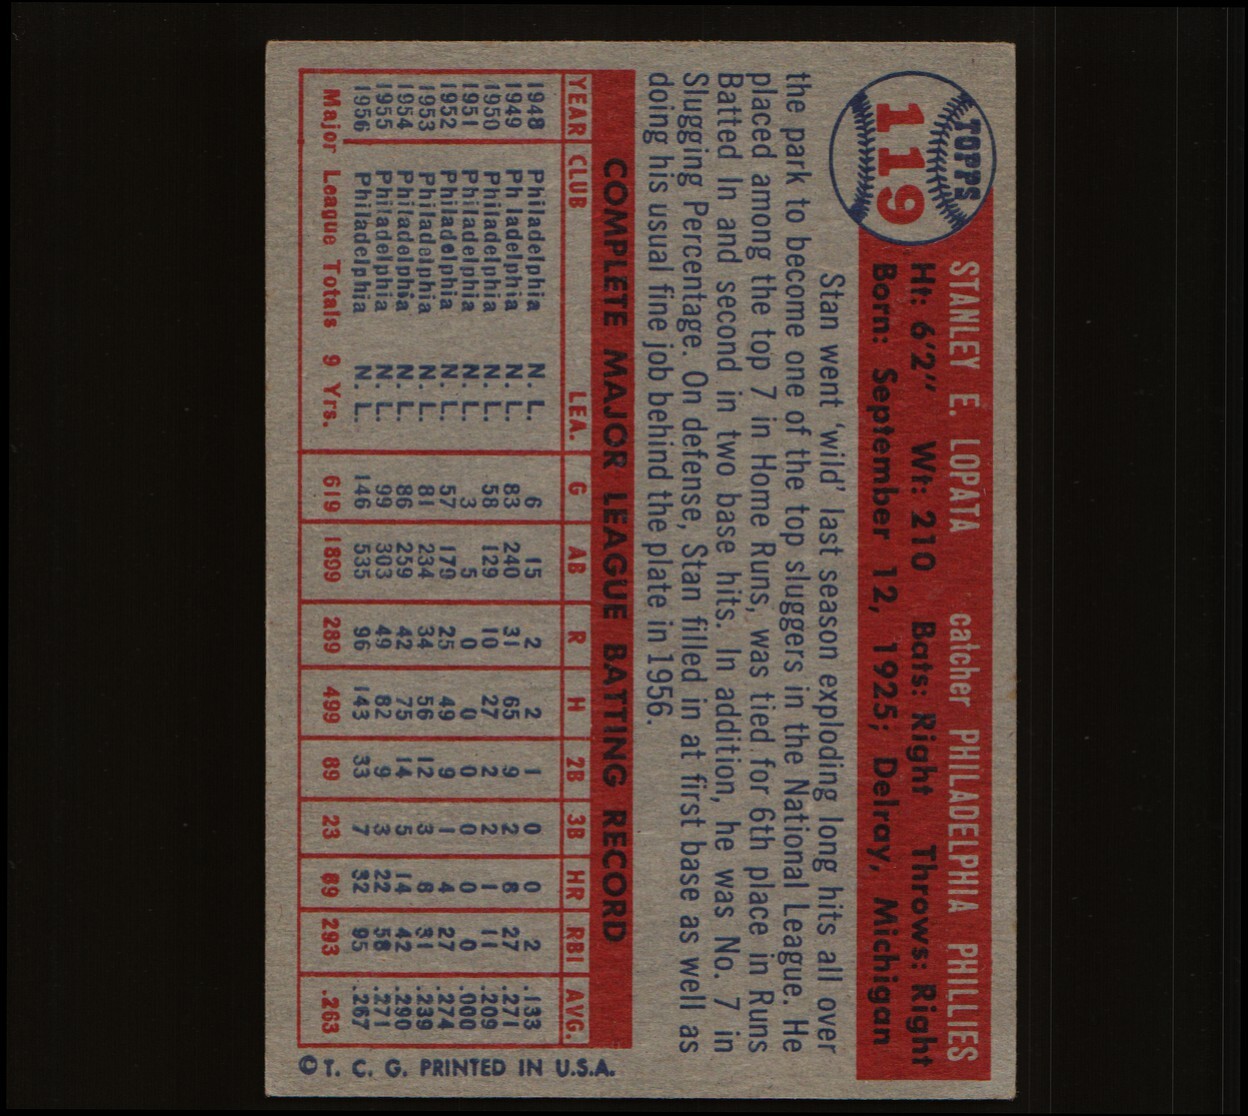 TOPPS
119
STANLEY E. LOPATA catcher PHILADELPHIA PHILLIES
Ht: 6'2" Wt: 210 Bats: Right Throws: Right
Born: September 12, 1925; Delray, Michigan
Stan went 'wild' last season exploding long hits all over
the park to become one of the top sluggers in the National League. He
placed among the top 7 in Home Runs, was tied for 6th place in Runs
Batted In and second in two base hits. In addition, he was No. 7 in
Slugging Percentage. On defense, Stan filled in at first base as well as
doing his usual fine job behind the plate in 1956.
COMPLETE MAJOR LEAGUE BATTING RECORD
YEAR CLUB LEA. G AB R H 2B 3B HR RBI AVG.
1948 Philadelphia N. L. 6 15 2 2 1 0 0 2 .133
1949 Philadelphia N. L. 83 240 31 65 9 2 8 27 .271
1950 Philadelphia N. L. 58 129 10 27 2 2 1 11 .209
1951 Philadelphia N. L. 3 5 0 0 0 0 0 0 .000
1952 Philadelphia N. L. 57 179 25 49 9 1 4 27 .274
1953 Philadelphia N. L. 81 234 34 56 12 3 8 31 .239
1954 Philadelphia N. L. 86 259 42 75 14 5 14 42 .290
1955 Philadelphia N. L. 99 303 49 82 9 3 22 58 .271
1956 Philadelphia N. L. 146 535 96 143 33 7 32 95 .267
Major League Totals 9 Yrs. 619 1899 289 499 89 23 89 293 .263
© T. C. G. PRINTED IN U.S.A.